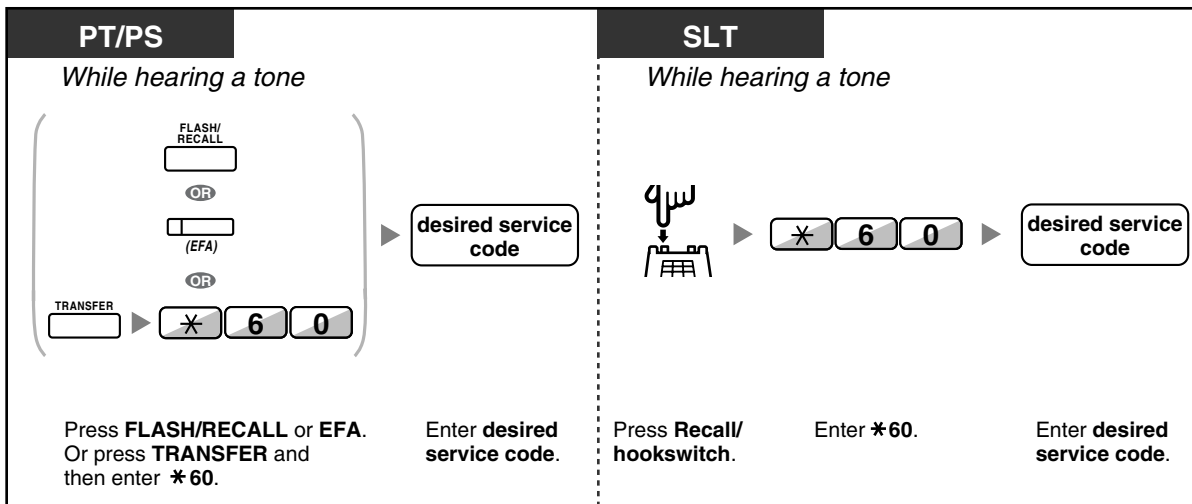 PT/PS
While hearing a tone
FLASH/
RECALL
OR
(EFA)
OR
TRANSFER
* 6 0
desired service
code
Press FLASH/RECALL or EFA.
Or press TRANSFER and
then enter *60.
Enter desired
service code.
SLT
While hearing a tone
* 6 0
desired service
code
Press Recall/
hookswitch.
Enter *60.
Enter desired
service code.